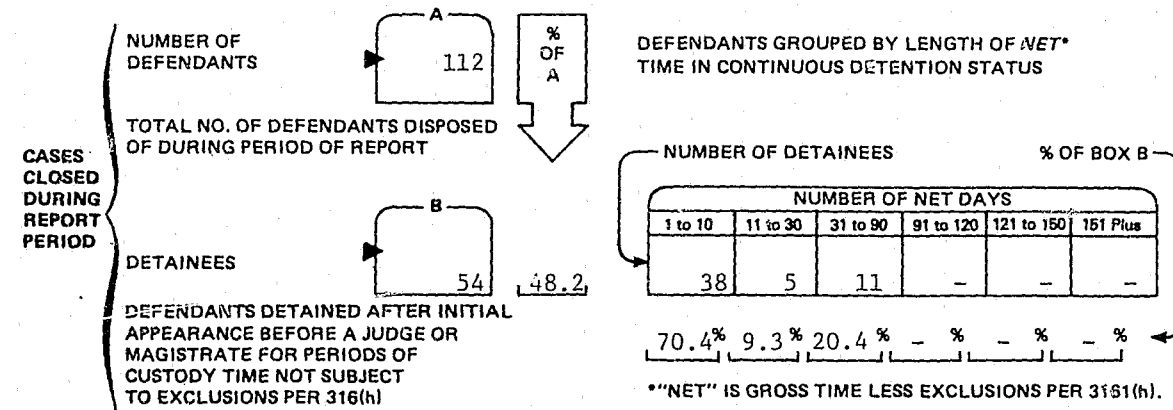 CASES
CLOSED
DURING
REPORT
PERIOD
A
NUMBER OF
DEFENDANTS
112
%
OF
A
TOTAL NO. OF DEFENDANTS DISPOSED
OF DURING PERIOD OF REPORT
B
DETAINEES
54 48.2
DEFENDANTS DETAINED AFTER INITIAL
APPEARANCE BEFORE A JUDGE OR
MAGISTRATE FOR PERIODS OF
CUSTODY TIME NOT SUBJECT
TO EXCLUSIONS PER 316(h)
DEFENDANTS GROUPED BY LENGTH OF NET*
TIME IN CONTINUOUS DETENTION STATUS
NUMBER OF DETAINEES % OF BOX B
NUMBER OF NET DAYS
1 to 10 11 to 30 31 to 90 91 to 120 121 to 150 151 Plus
38 5 11 – – –
70.4% 9.3% 20.4% – % – % – %
*"NET" IS GROSS TIME LESS EXCLUSIONS PER 3161(h).